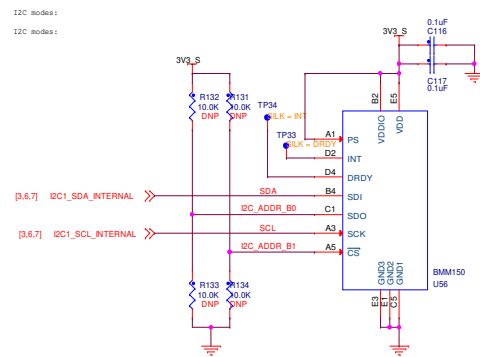 I2C modes:
I2C modes:
0.1uF
3V3_S C116
C117
0.1uF
3V3_S
R132 R131
10.0K 10.0K
DNP DNP
TP34
SILK = INT
TP33
SILK = DRDY
B2 E5
VDDIO VDD
A1 PS
D2 INT
D4 DRDY
[3,6,7] I2C1_SDA_INTERNAL SDA B4 SDI
I2C_ADDR_B0 C1 SDO
[3,6,7] I2C1_SCL_INTERNAL SCL A3 SCK
I2C_ADDR_B1 A5 CS
GND3 GND2 GND1
E3 E1 C5
BMM150
U56
R133 R134
10.0K 10.0K
DNP DNP